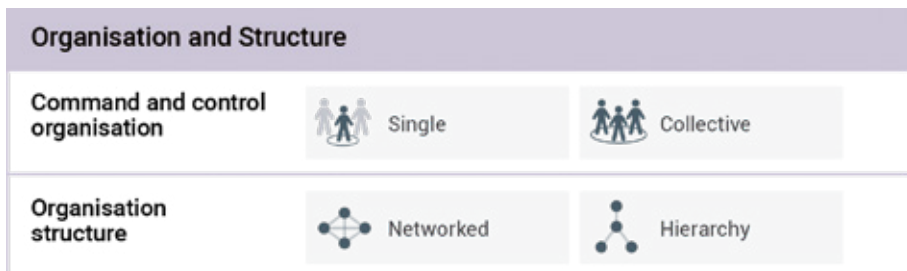 Organisation and Structure
Command and control
organisation
Single
Collective
Organisation
structure
Networked
Hierarchy